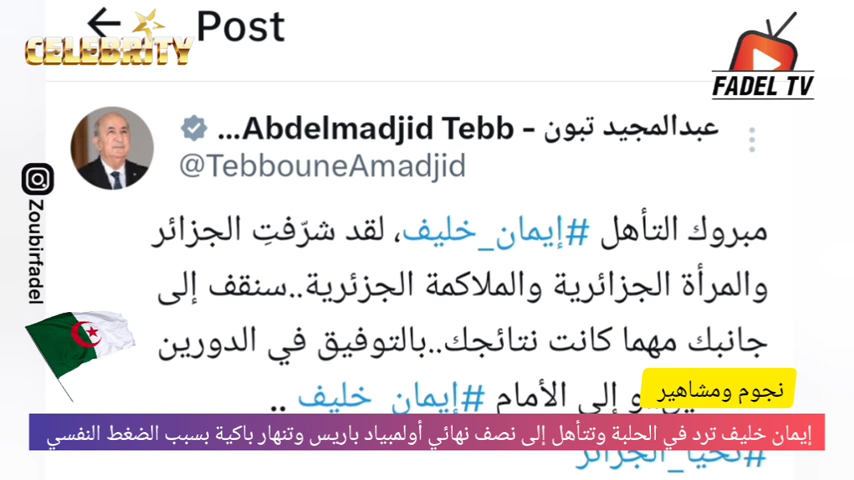 Post
CELEBRITY
FADEL TV
عبدالمجيد تبون - Abdelmadjid Tebb...
@TebbouneAmadjid
Zoubirfadel
مبروك التأهل #إيمان_خليف، لقد شرّفتِ الجزائر
والمرأة الجزائرية والملاكمة الجزئرية..سنقف إلى
جانبك مهما كانت نتائجك..بالتوفيق في الدورين
و إلى الأمام #إيمان_خليف ..
#تحيا_الجزائر
نجوم ومشاهير
إيمان خليف ترد في الحلبة وتتأهل إلى نصف نهائي أولمبياد باريس وتنهار باكية بسبب الضغط النفسي